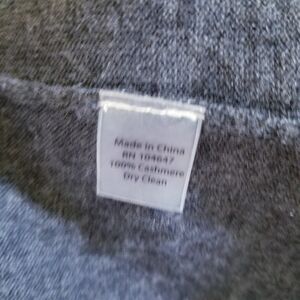 Made in China
RN 104647
100% Cashmere
Dry Clean